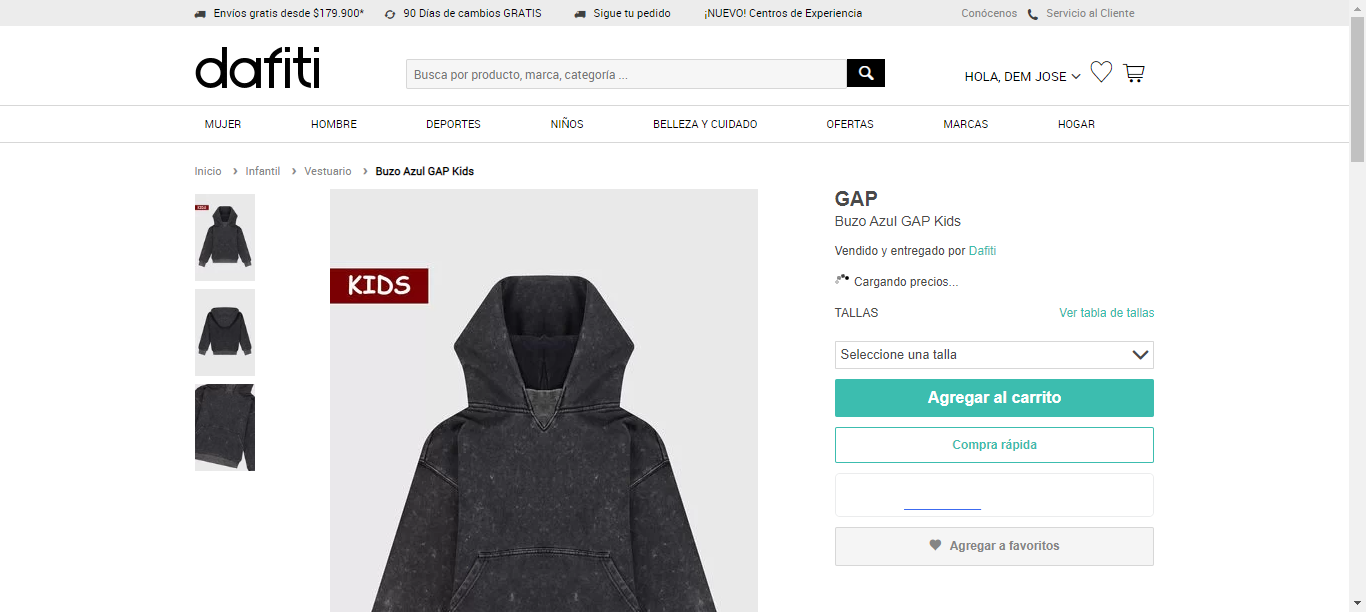 Envíos gratis desde $179.900*
90 Días de cambios GRATIS
Sigue tu pedido
¡NUEVO! Centros de Experiencia
Conócenos
Servicio al Cliente
dafiti
Busca por producto, marca, categoría ...
HOLA, DEM JOSE
MUJER
HOMBRE
DEPORTES
NIÑOS
BELLEZA Y CUIDADO
OFERTAS
MARCAS
HOGAR
Inicio > Infantil > Vestuario > Buzo Azul GAP Kids
KIDS
KIDS
GAP
Buzo Azul GAP Kids
Vendido y entregado por Dafiti
Cargando precios...
TALLAS
Ver tabla de tallas
Seleccione una talla
Agregar al carrito
Compra rápida
Agregar a favoritos